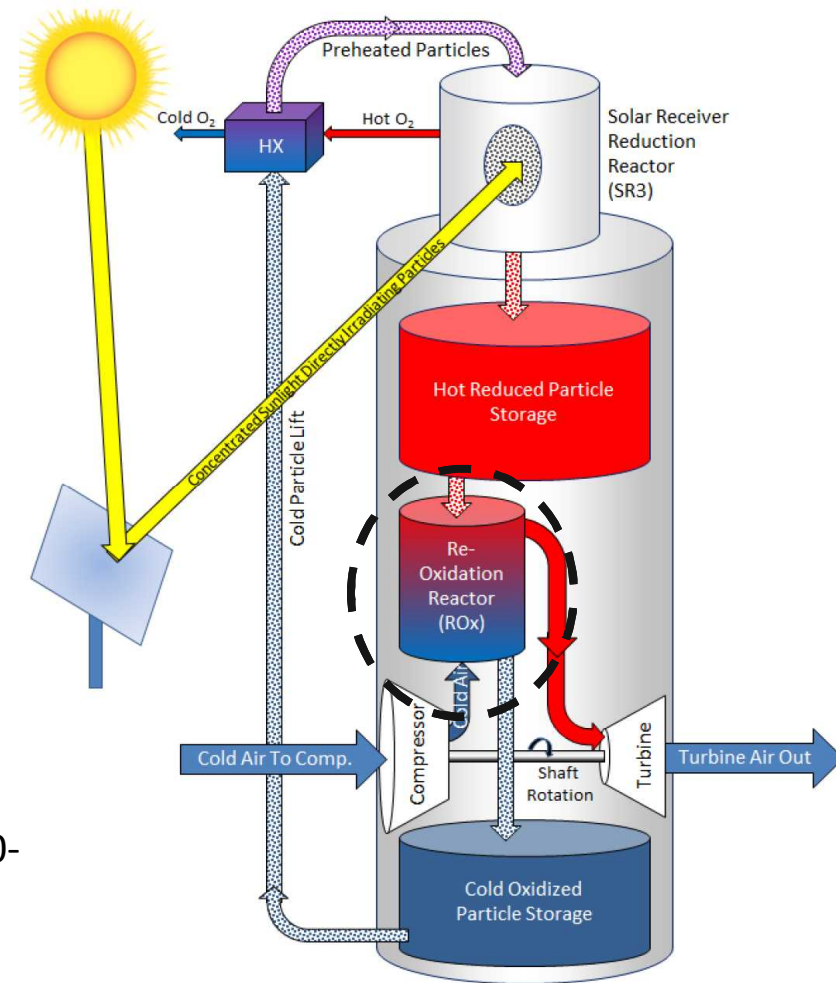 Preheated Particles
Cold O₂
Hot O₂
HX
Solar Receiver
Reduction
Reactor
(SR3)
Concentrated Sunlight Directly Irradiating Particles
Cold Particle Lift
Hot Reduced Particle
Storage
Re-
Oxidation
Reactor
(ROx)
Cold Air
Compressor
Cold Air To Comp.
Shaft
Rotation
Turbine
Turbine Air Out
0-
Cold Oxidized
Particle Storage